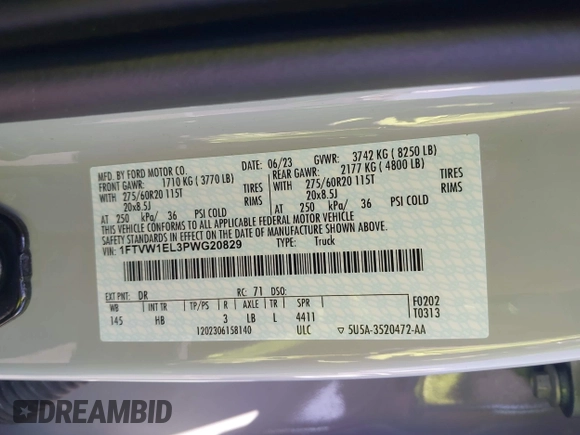 MFD. BY FORD MOTOR CO.
06/23 GVWR: 3742 KG ( 8250 LB)
FRONT GAWR: 1710 KG ( 3770 LB)
REAR GAWR: 2177 KG ( 4800 LB)
WITH 275/60R20 115T TIRES
WITH 275/60R20 115T TIRES
20x8.5J RIMS
20x8.5J RIMS
AT 250 kPa/ 36 PSI COLD
AT 250 kPa/ 36 PSI COLD
THIS VEHICLE CONFORMS TO ALL APPLICABLE FEDERAL MOTOR VEHICLE
SAFETY STANDARDS IN EFFECT ON THE DATE OF MANUFACTURE SHOWN ABOVE.
VIN: 1FTVW1EL3PWG20829 TYPE: Truck
EXT PNT: DR RC: 71 DSO:
WB INT TR TP/PS R AXLE TR SPR
145 HB 3 LB L 4411
F0202
T0313
1202306158140 ULC ▽ 5U5A-3520472-AA
DREAMBID